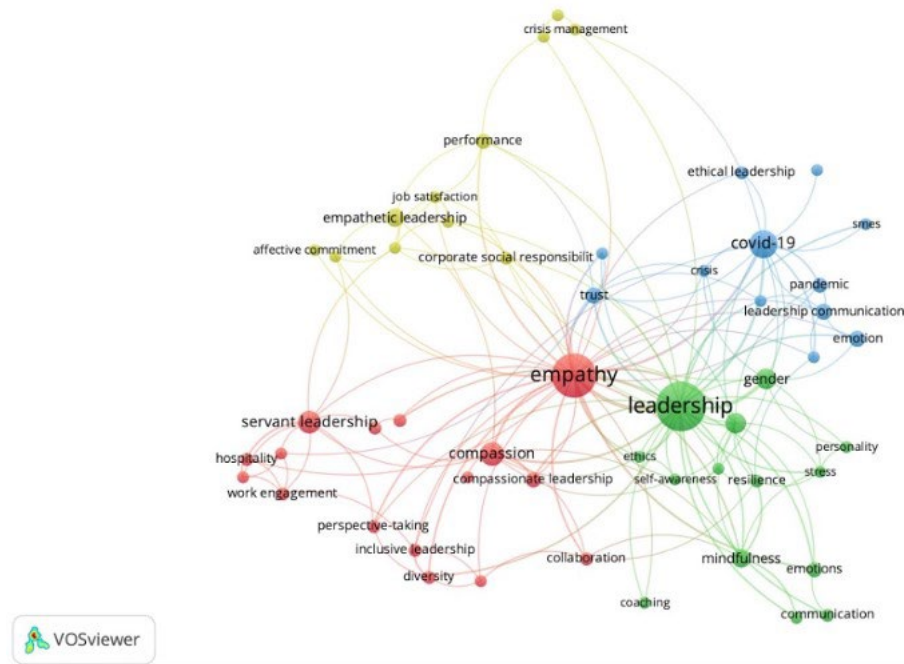 crisis management
performance
ethical leadership
job satisfaction
empathetic leadership
smes
covid-19
affective commitment
corporate social responsibilit
crisis
pandemic
trust
leadership communication
emotion
empathy
gender
leadership
servant leadership
personality
compassion
ethics
hospitality
stress
compassionate leadership
self-awareness
resilience
work engagement
perspective-taking
inclusive leadership
collaboration
mindfulness
diversity
emotions
coaching
communication
VOSviewer